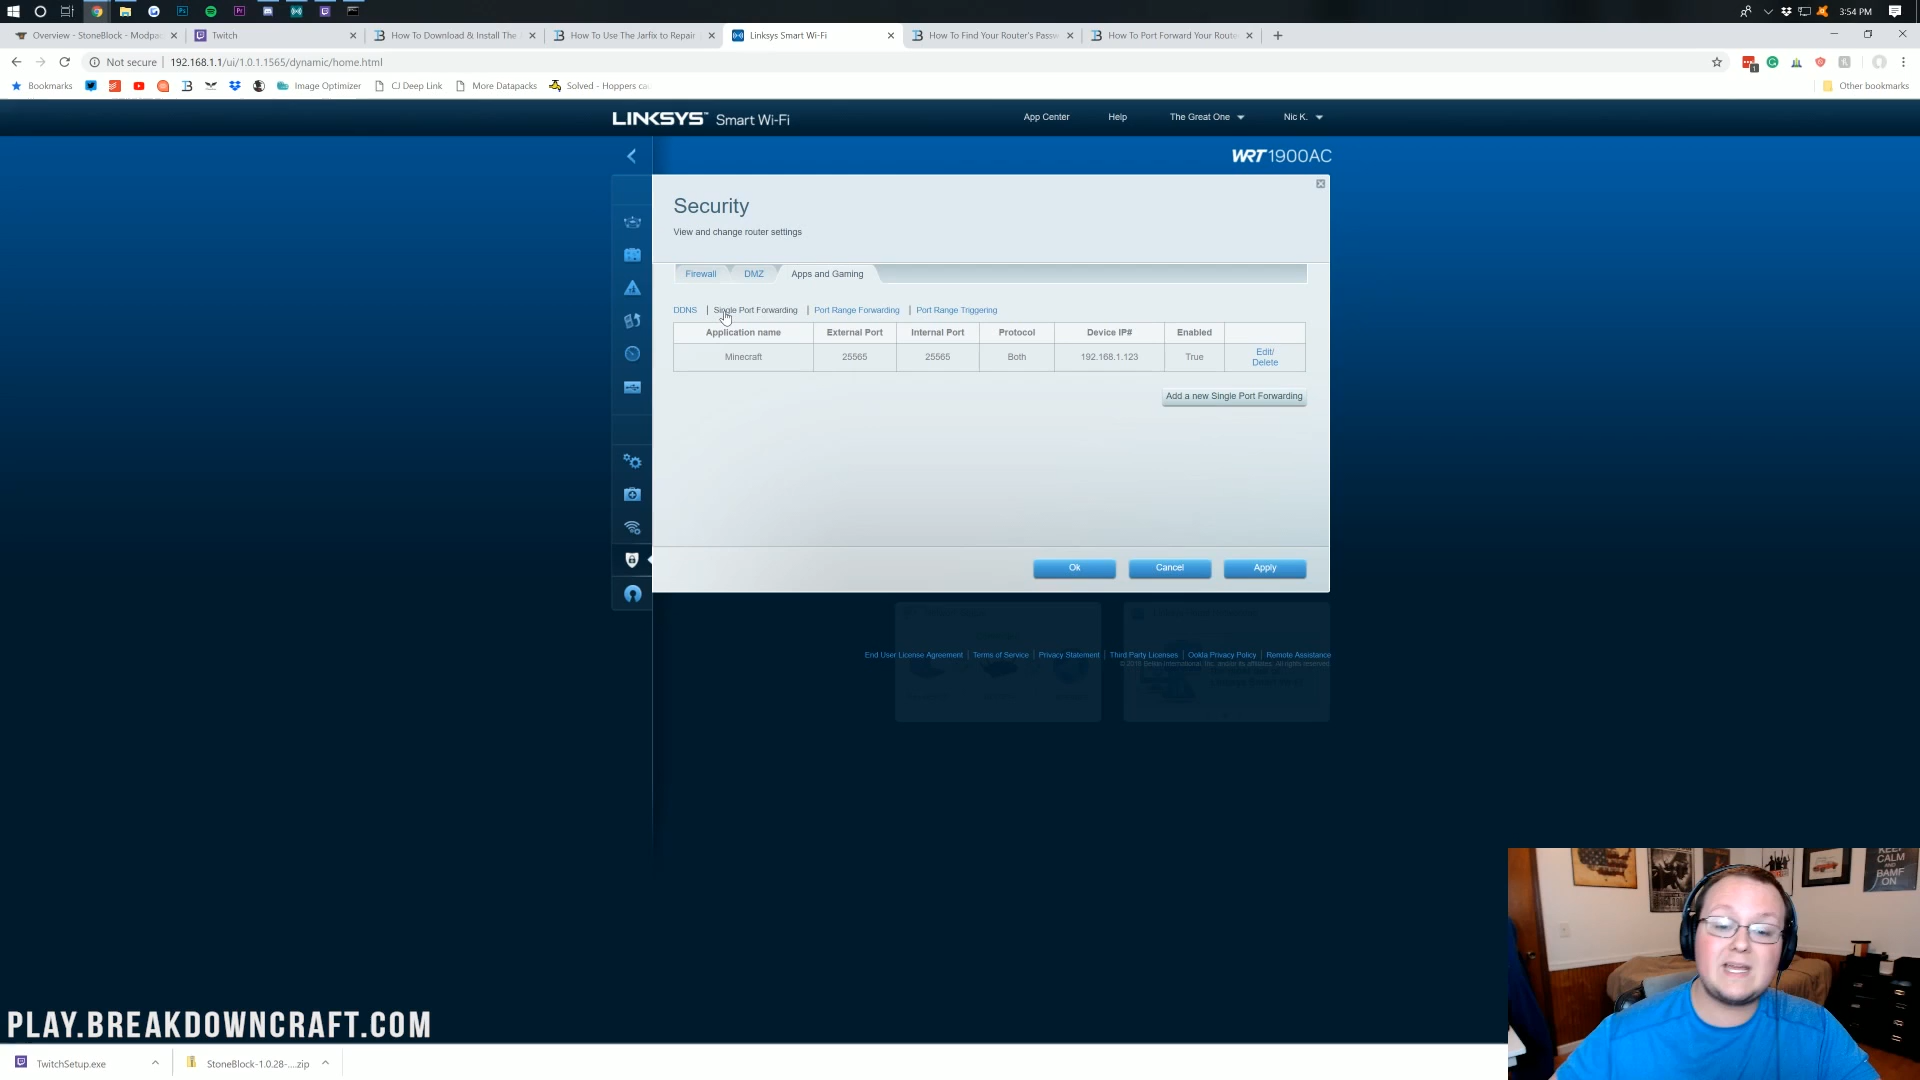 3:54 PM
Overview - StoneBlock - Modpa
Twitch
How To Download & Install The
How To Use The Jarfix to Repair
Linksys Smart Wi-Fi
How To Find Your Router's Passw
How To Port Forward Your Route
Not secure | 192.168.1.1/ui/1.0.1.1565/dynamic/home.html
Bookmarks
Image Optimizer
CJ Deep Link
More Datapacks
Solved - Hoppers ca
Other bookmarks
LINKSYS™ Smart Wi-Fi
App Center
Help
The Great One
Nic K.
WRT1900AC
Security
View and change router settings
Firewall
DMZ
Apps and Gaming
DDNS | Single Port Forwarding | Port Range Forwarding | Port Range Triggering
Application name External Port Internal Port Protocol Device IP# Enabled
Minecraft 25565 25565 Both 192.168.1.123 True Edit/
Delete
Add a new Single Port Forwarding
Ok
Cancel
Apply
End User License Agreement | Terms of Service | Privacy Statement | Third Party Licenses | Ookla Privacy Policy | Remote Assistance
KEEP
CALM
AND
BAMF
ON
PLAY.BREAKDOWNCRAFT.COM
TwitchSetup.exe
StoneBlock-1.0.28-....zip